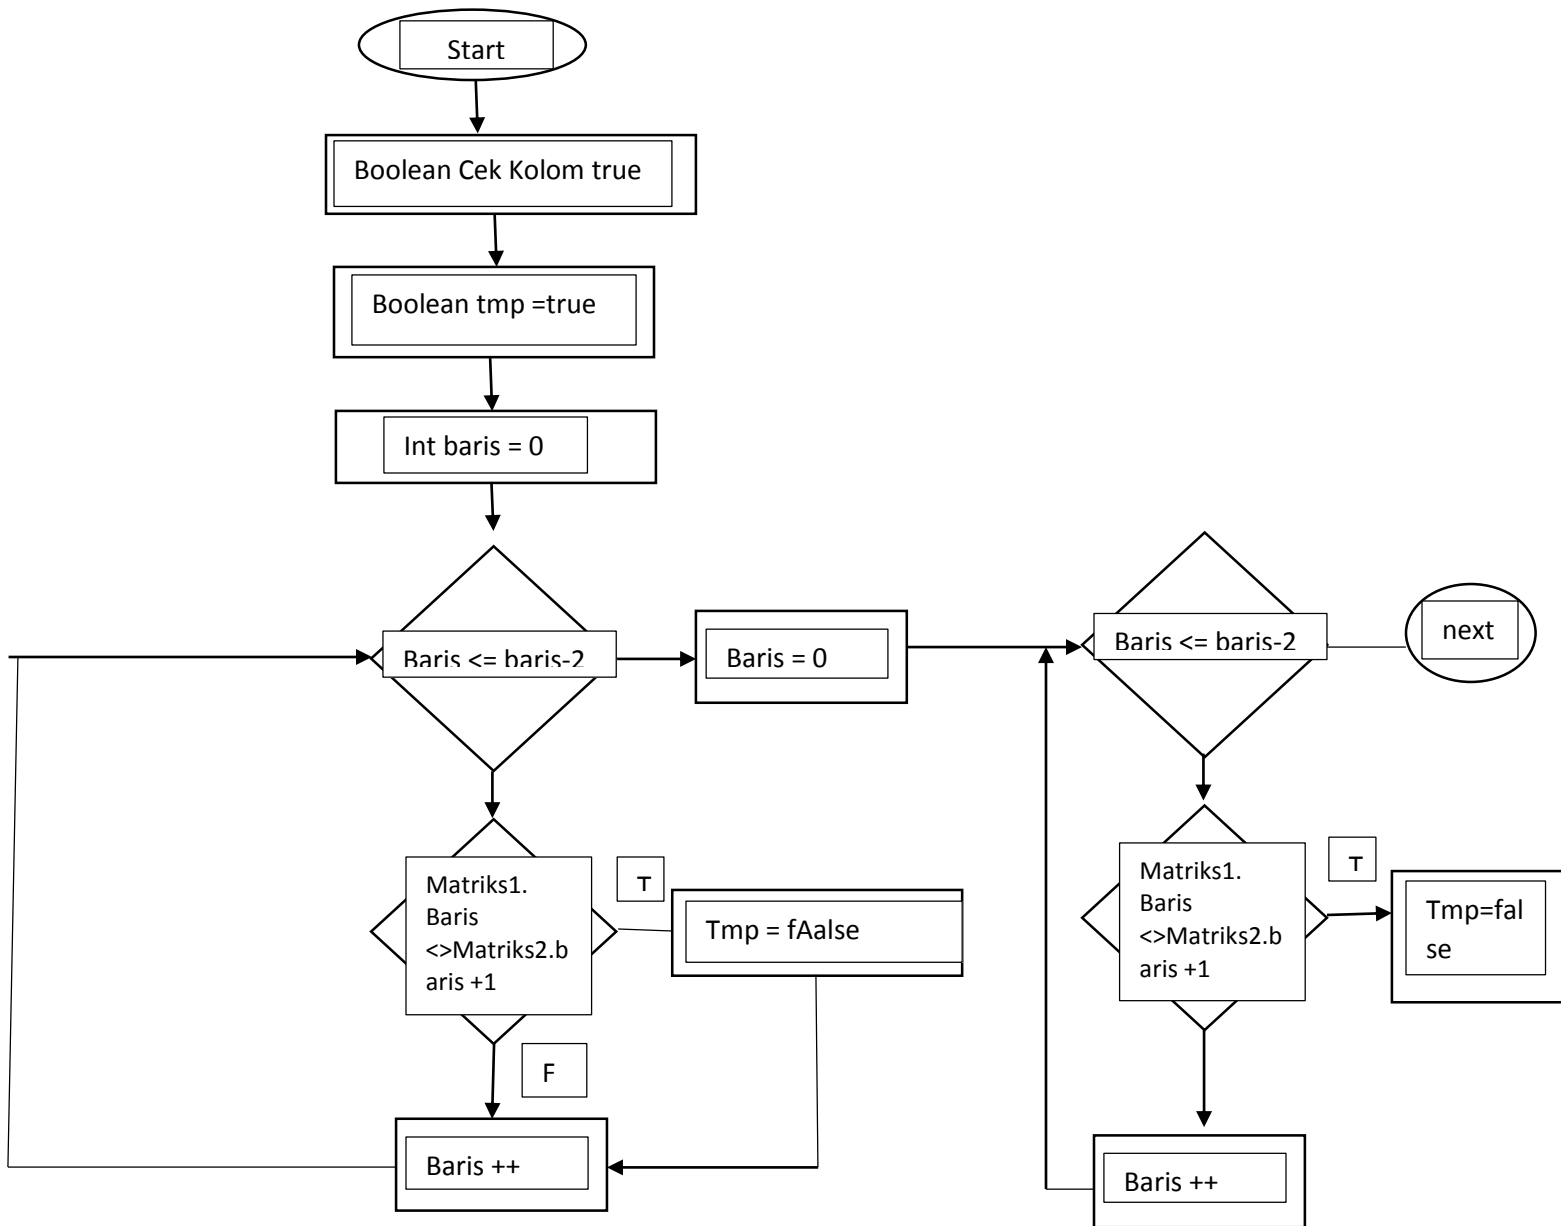 Start
Boolean Cek Kolom true
Boolean tmp =true
Int baris = 0
Baris <= baris-2
Baris = 0
Baris <= baris-2
next
Matriks1.
Baris
<>Matriks2.b
aris +1
T
Tmp = fAalse
F
Baris ++
Matriks1.
Baris
<>Matriks2.b
aris +1
T
Tmp=fal
se
Baris ++